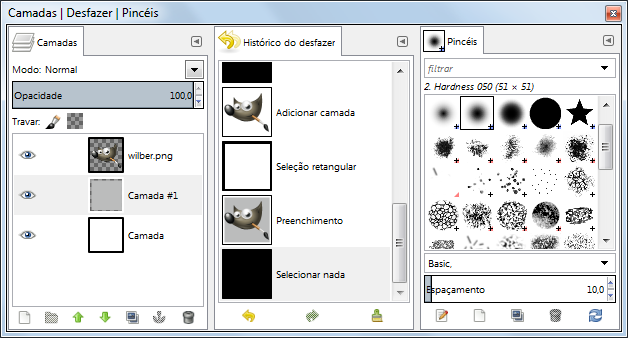 Camadas | Desfazer | Pincéis
Camadas
Modo: Normal
Opacidade 100,0
Travar:
wilber.png
Camada #1
Camada
Histórico do desfazer
Adicionar camada
Seleção retangular
Preenchimento
Selecionar nada
Pincéis
filtrar
2. Hardness 050 (51 × 51)
Basic,
Espaçamento 10,0